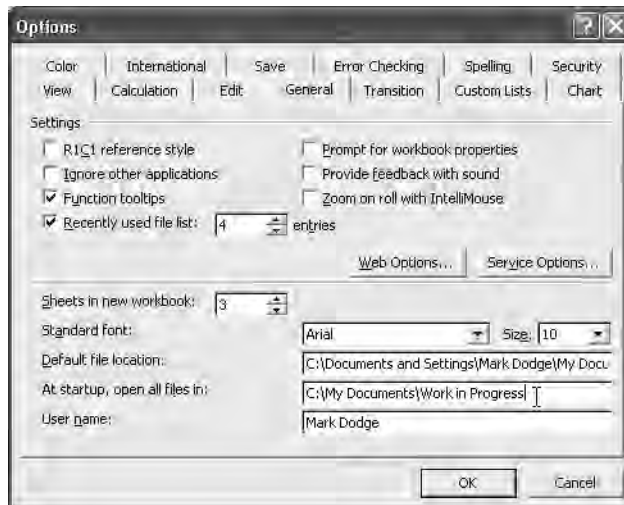 Options
Color International Save Error Checking Spelling Security
View Calculation Edit General Transition Custom Lists Chart
Settings
R1C1 reference style Prompt for workbook properties
Ignore other applications Provide feedback with sound
Function tooltips Zoom on roll with IntelliMouse
Recently used file list: 4 entries
Web Options... Service Options...
Sheets in new workbook: 3
Standard font: Arial Size: 10
Default file location: C:\Documents and Settings\Mark Dodge\My Docu
At startup, open all files in: C:\My Documents\Work in Progress
User name: Mark Dodge
OK Cancel